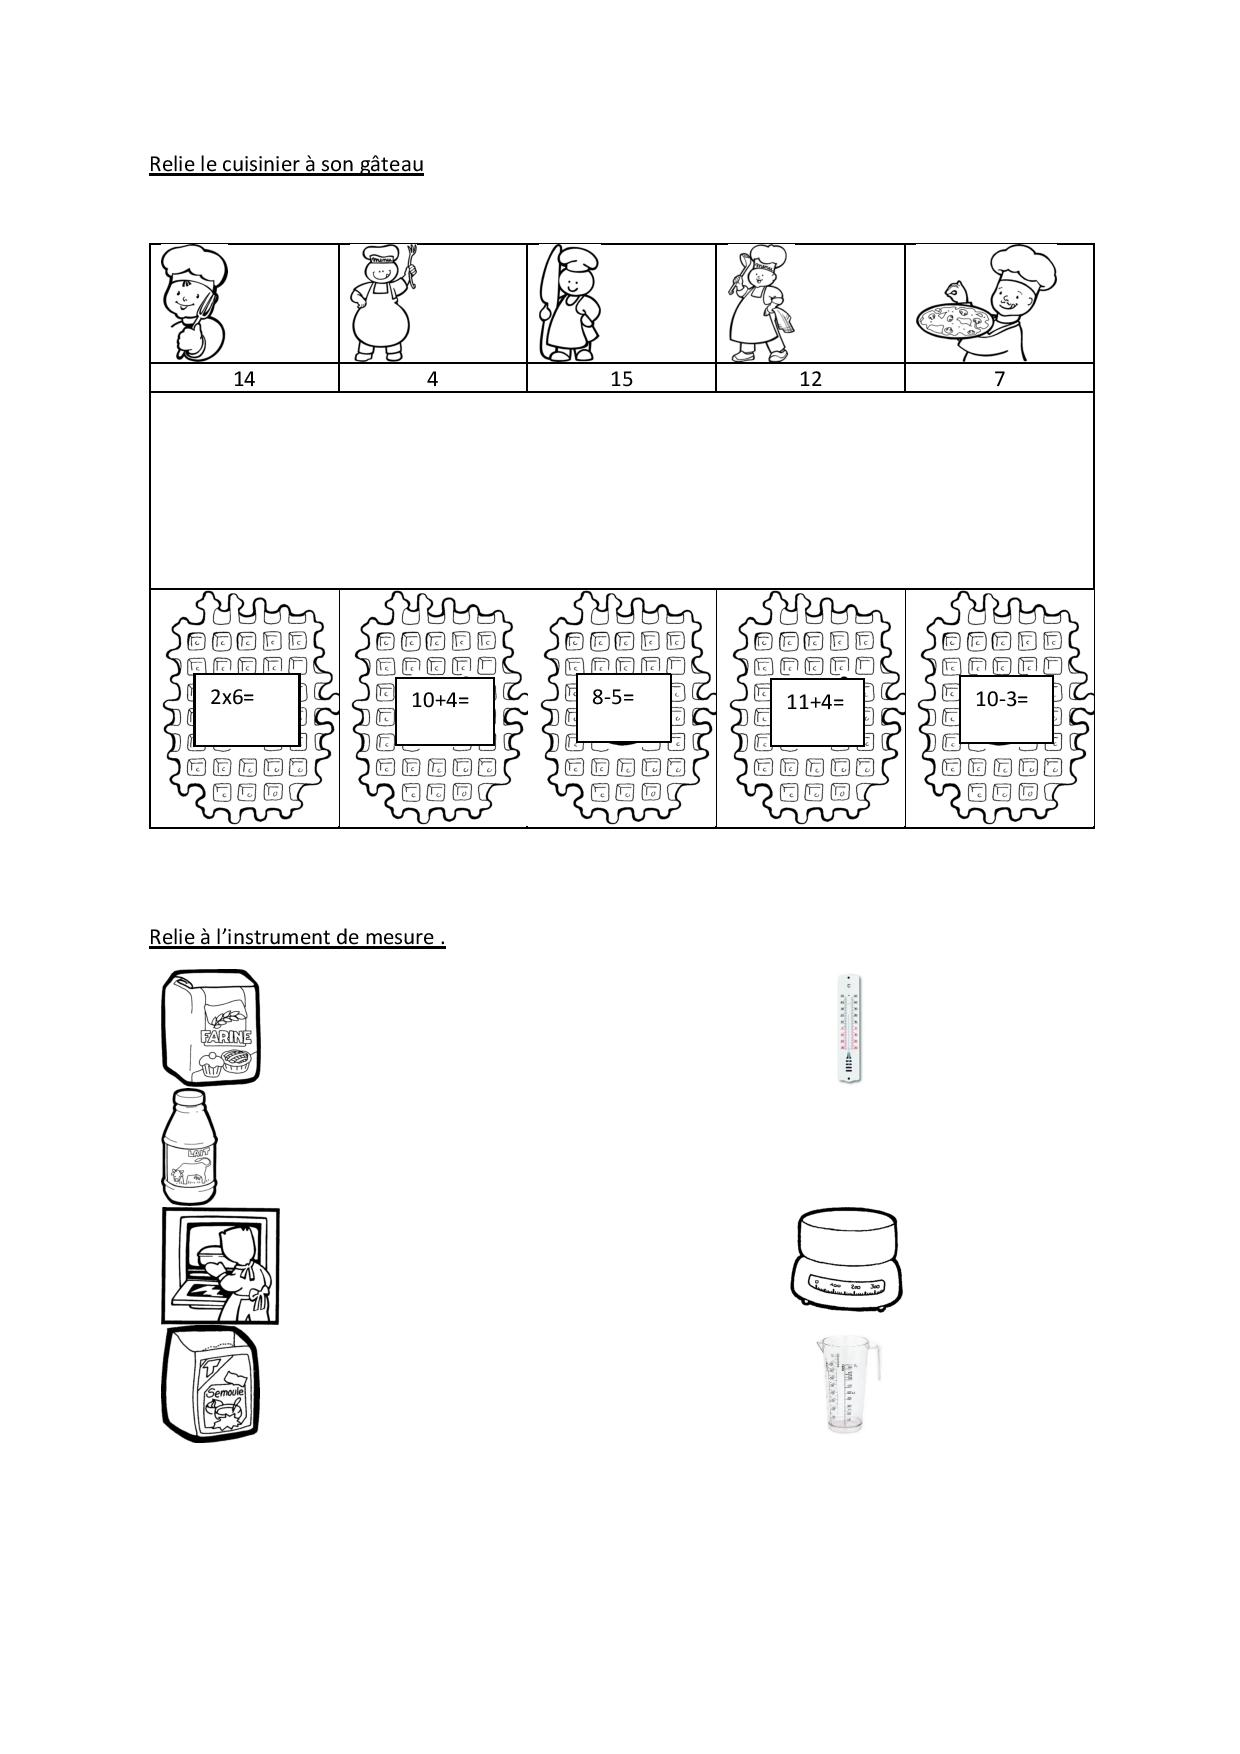 Relie le cuisinier à son gâteau
14 4 15 12 7
2x6= 10+4= 8-5= 11+4= 10-3=
Relie à l’instrument de mesure .
FARINE
LAIT
Semoule